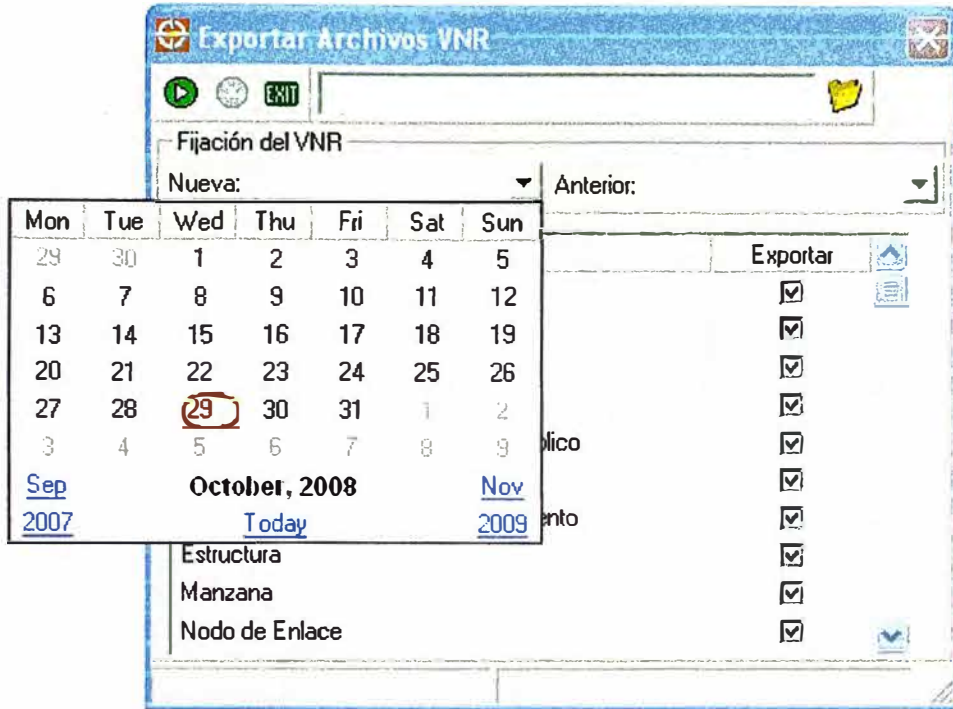 Exportar Archivos VNR
EXIT
Fijación del VNR
Nueva: Anterior:
Mon Tue Wed Thu Fri Sat Sun
29 30 1 2 3 4 5
6 7 8 9 10 11 12
13 14 15 16 17 18 19
20 21 22 23 24 25 26
27 28 29 30 31 1 2
3 4 5 6 7 8 9
Sep October, 2008 Nov
2007 Today 2009
Exportar
blico
ento
Estructura
Manzana
Nodo de Enlace